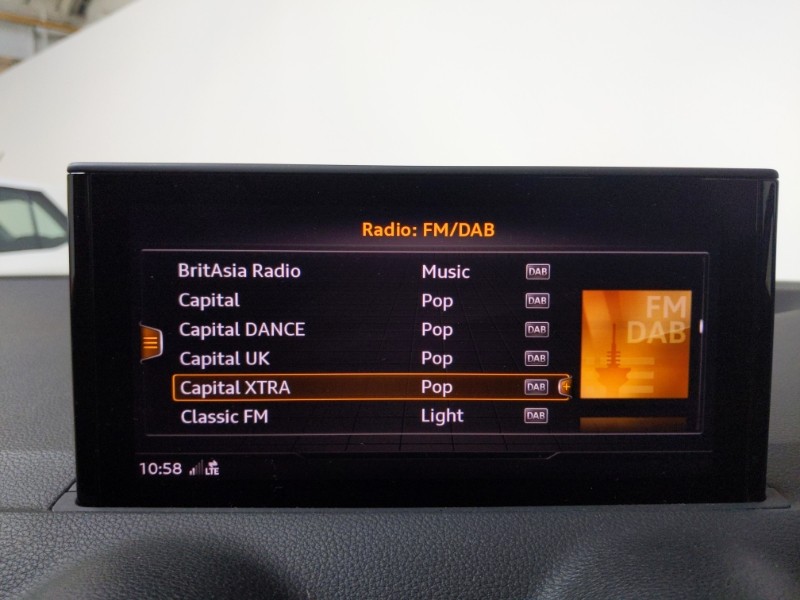 Radio: FM/DAB
BritAsia Radio Music DAB
Capital Pop DAB
Capital DANCE Pop DAB
Capital UK Pop DAB
Capital XTRA Pop DAB
Classic FM Light DAB
FM
DAB
10:58 LTE